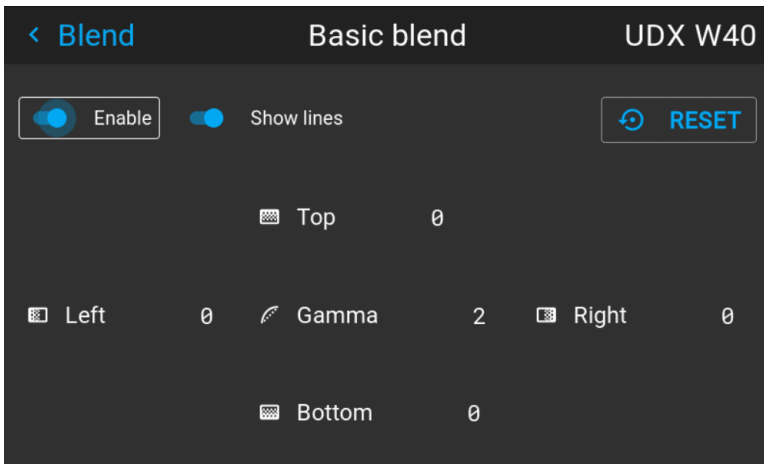 Blend Basic blend UDX W40
Enable Show lines RESET
Top 0
Left 0 Gamma 2 Right 0
Bottom 0